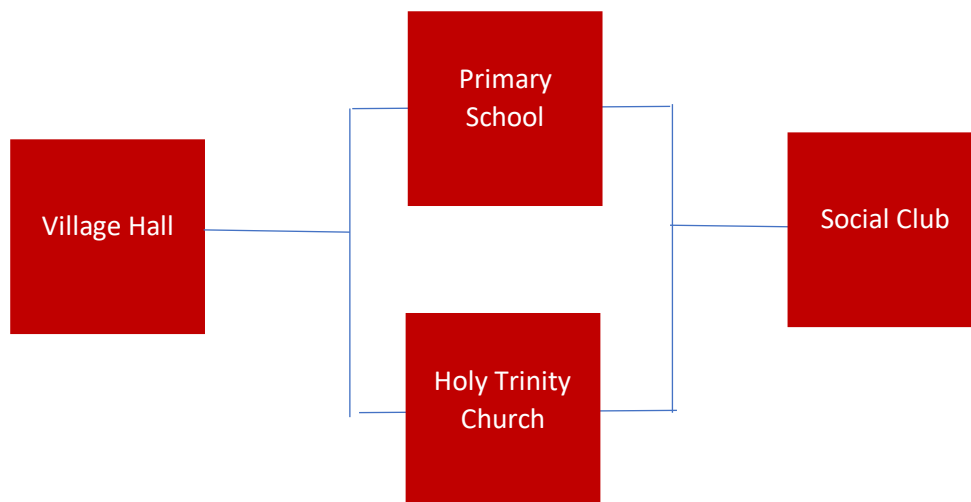 Primary
School
Village Hall
Social Club
Holy Trinity
Church